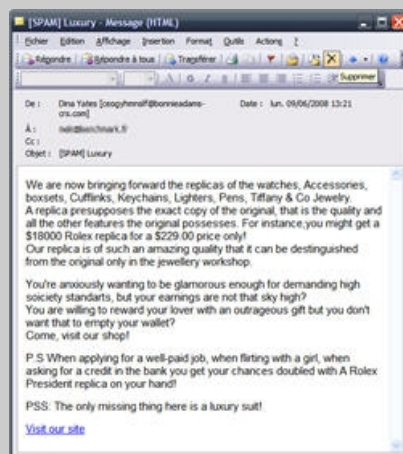 [SPAM] Luxury - Message (HTML)
Fichier Edition Affichage Insertion Format Outils Actions ?
Répondre Répondre à tous Transférer
Supprimer
De : Dina Yates Date : lun. 09/06/2008 13:21
crs.com]
À :
Cc :
Objet : [SPAM] Luxury
We are now bringing forward the replicas of the watches, Accessories,
boxsets, Cufflinks, Keychains, Lighters, Pens, Tiffany & Co Jewelry.
A replica presupposes the exact copy of the original, that is the quality and
all the other features the original possesses. For instance,you might get a
$18000 Rolex replica for a $229.00 price only!
Our replica is of such an amazing quality that it can be destinguished
from the original only in the jewellery workshop.
You're anxiously wanting to be glamorous enough for demanding high
soiciety standarts, but your earnings are not that sky high?
You are willing to reward your lover with an outrageous gift but you don't
want that to empty your wallet?
Come, visit our shop!
P.S When applying for a well-paid job, when flirting with a girl, when
asking for a credit in the bank you get your chances doubled with A Rolex
President replica on your hand!
PSS: The only missing thing here is a luxury suit!
Visit our site